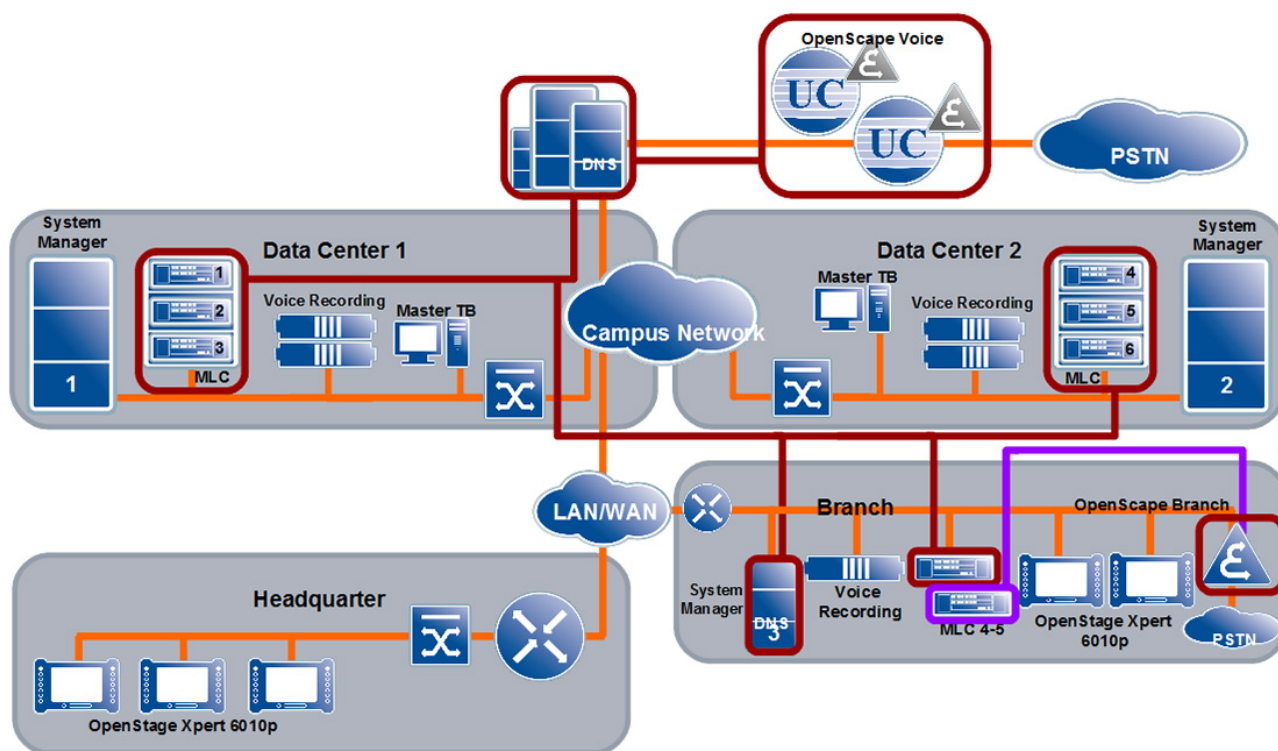 OpenScape Voice
UC
UC
DNS
PSTN
System
Manager
Data Center 1
1
2
3
MLC
Voice Recording
Master TB
1
Campus Network
Data Center 2
Master TB
Voice Recording
4
5
6
MLC
System
Manager
2
LAN/WAN
Branch
OpenScape Branch
System
Manager
DNS
3
Voice
Recording
MLC 4-5
OpenStage Xpert
6010p
PSTN
Headquarter
OpenStage Xpert 6010p